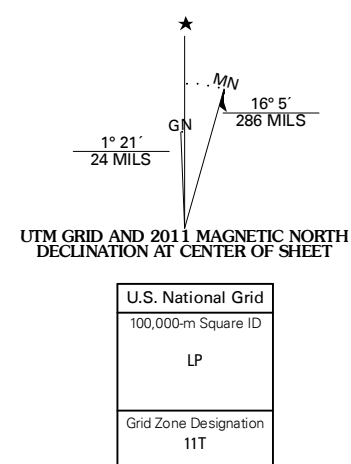 MN
GN
16° 5´
286 MILS
1° 21´
24 MILS
UTM GRID AND 2011 MAGNETIC NORTH
DECLINATION AT CENTER OF SHEET
U.S. National Grid
100,000-m Square ID
LP
Grid Zone Designation
11T